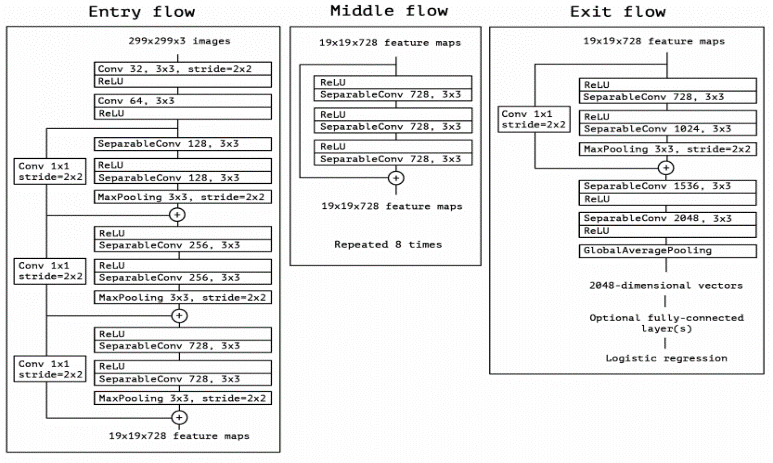 Entry flow
299x299x3 images
Conv 32, 3x3, stride=2x2
ReLU
Conv 64, 3x3
ReLU
SeparableConv 128, 3x3
Conv 1x1
stride=2x2
ReLU
SeparableConv 128, 3x3
MaxPooling 3x3, stride=2x2
+
ReLU
SeparableConv 256, 3x3
Conv 1x1
stride=2x2
ReLU
SeparableConv 256, 3x3
MaxPooling 3x3, stride=2x2
+
ReLU
SeparableConv 728, 3x3
Conv 1x1
stride=2x2
ReLU
SeparableConv 728, 3x3
MaxPooling 3x3, stride=2x2
+
19x19x728 feature maps
Middle flow
19x19x728 feature maps
ReLU
SeparableConv 728, 3x3
ReLU
SeparableConv 728, 3x3
ReLU
SeparableConv 728, 3x3
+
19x19x728 feature maps
Repeated 8 times
Exit flow
19x19x728 feature maps
ReLU
SeparableConv 728, 3x3
Conv 1x1
stride=2x2
ReLU
SeparableConv 1024, 3x3
MaxPooling 3x3, stride=2x2
+
SeparableConv 1536, 3x3
ReLU
SeparableConv 2048, 3x3
ReLU
GlobalAveragePooling
2048-dimensional vectors
Optional fully-connected
layer(s)
Logistic regression